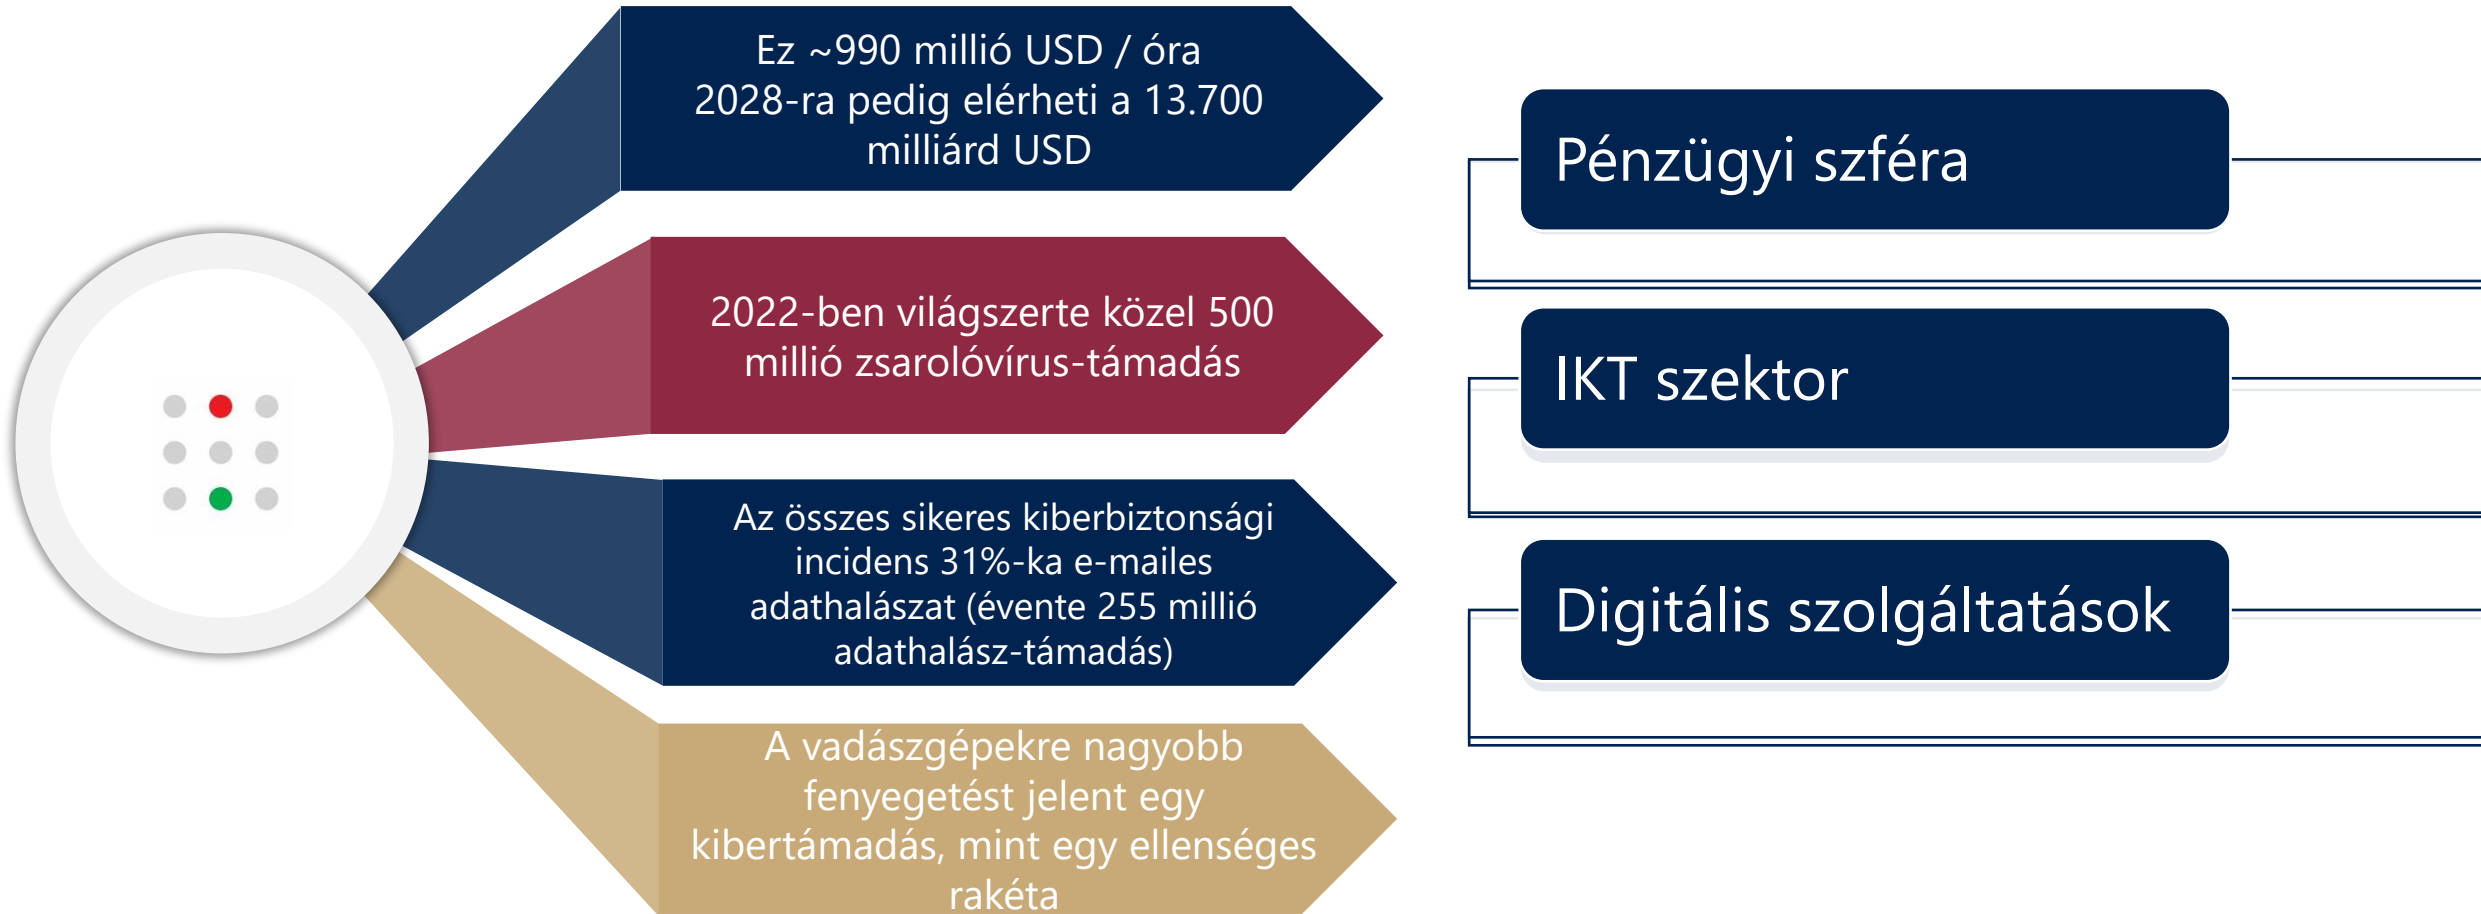 Ez ~990 millió USD / óra
2028-ra pedig elérheti a 13.700
milliárd USD
2022-ben világszerte közel 500
millió zsarolóvírus-támadás
Az összes sikeres kiberbiztonsági
incidens 31%-ka e-mailes
adathalászat (évente 255 millió
adathalász-támadás)
A vadászgépekre nagyobb
fenyegetést jelent egy
kibertámadás, mint egy ellenséges
rakéta
Pénzügyi szféra
IKT szektor
Digitális szolgáltatások